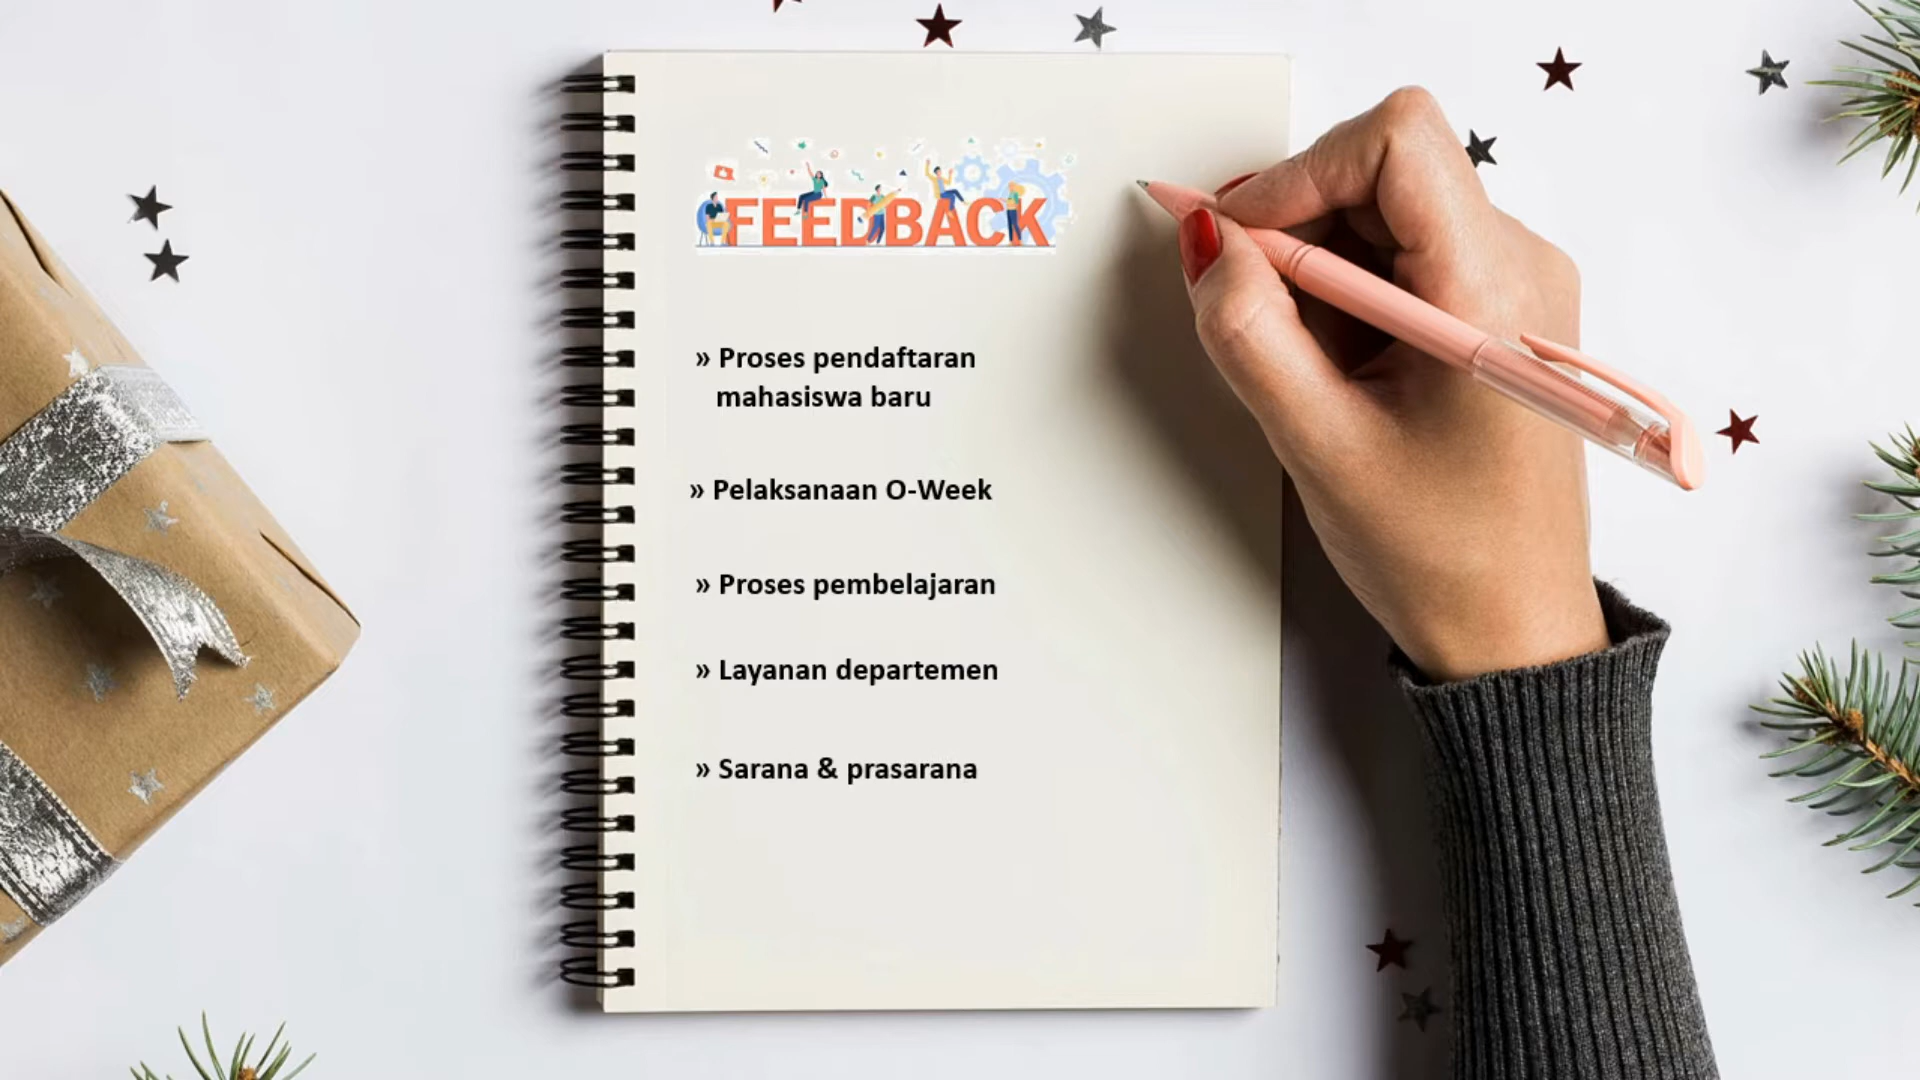 FEEDBACK
» Proses pendaftaran
mahasiswa baru
» Pelaksanaan O-Week
» Proses pembelajaran
» Layanan departemen
» Sarana & prasarana